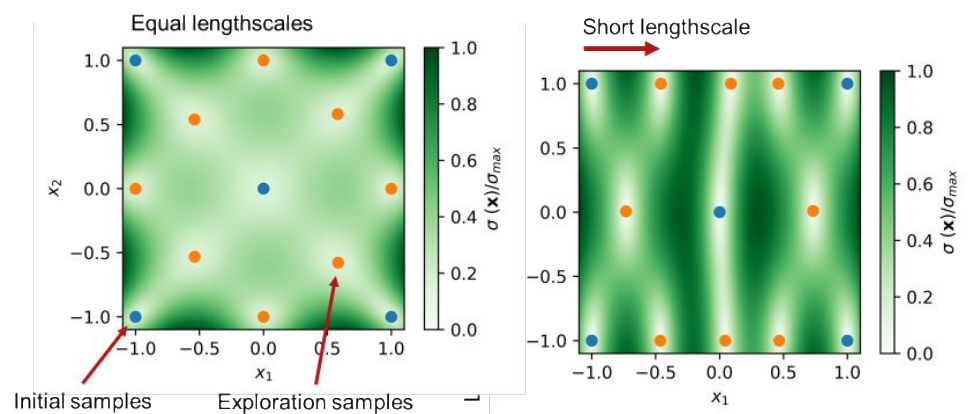 Equal lengthscales
1.0
0.5
0.0
−0.5
−1.0
x₂
−1.0 −0.5 0.0 0.5 1.0
x₁
1.0
0.8
0.6
0.4
0.2
0.0
σ (x)/σmax
Initial samples
Exploration samples
Short lengthscale
1.0
0.5
0.0
−0.5
−1.0
−1.0 −0.5 0.0 0.5 1.0
x₁
1.0
0.8
0.6
0.4
0.2
0.0
σ (x)/σmax